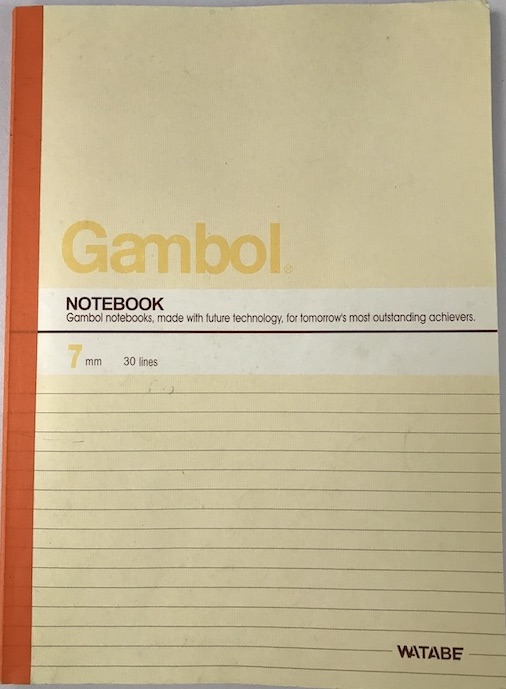 Gambol®
NOTEBOOK
Gambol notebooks, made with future technology, for tomorrow's most outstanding achievers.
7 mm 30 lines
WATABE